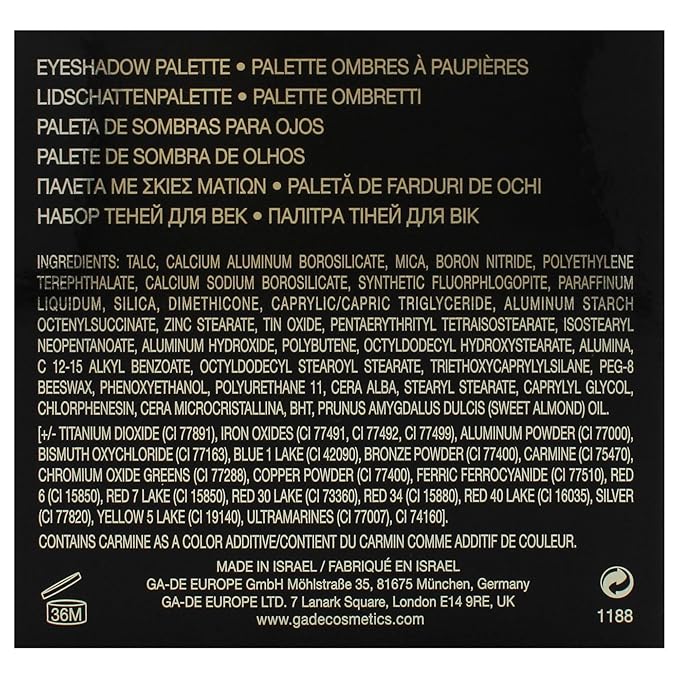 EYESHADOW PALETTE • PALETTE OMBRES À PAUPIÈRES
LIDSCHATTENPALETTE • PALETTE OMBRETTI
PALETA DE SOMBRAS PARA OJOS
PALETE DE SOMBRA DE OLHOS
ΠΑΛΕΤΑ ΜΕ ΣΚΙΕΣ ΜΑΤΙΩΝ • PALETĂ DE FARDURI DE OCHI
НАБОР ТЕНЕЙ ДЛЯ ВЕК • ПАЛІТРА ТІНЕЙ ДЛЯ ВІК
INGREDIENTS: TALC, CALCIUM ALUMINUM BOROSILICATE, MICA, BORON NITRIDE, POLYETHYLENE
TEREPHTHALATE, CALCIUM SODIUM BOROSILICATE, SYNTHETIC FLUORPHLOGOPITE, PARAFFINUM
LIQUIDUM, SILICA, DIMETHICONE, CAPRYLIC/CAPRIC TRIGLYCERIDE, ALUMINUM STARCH
OCTENYLSUCCINATE, ZINC STEARATE, TIN OXIDE, PENTAERYTHRITYL TETRAISOSTEARATE, ISOSTEARYL
NEOPENTANOATE, ALUMINUM HYDROXIDE, POLYBUTENE, OCTYLDODECYL HYDROXYSTEARATE, ALUMINA,
C 12-15 ALKYL BENZOATE, OCTYLDODECYL STEAROYL STEARATE, TRIETHOXYCAPRYLYLSILANE, PEG-8
BEESWAX, PHENOXYETHANOL, POLYURETHANE 11, CERA ALBA, STEARYL STEARATE, CAPRYLYL GLYCOL,
CHLORPHENESIN, CERA MICROCRISTALLINA, BHT, PRUNUS AMYGDALUS DULCIS (SWEET ALMOND) OIL.
[+/- TITANIUM DIOXIDE (CI 77891), IRON OXIDES (CI 77491, CI 77492, CI 77499), ALUMINUM POWDER (CI 77000),
BISMUTH OXYCHLORIDE (CI 77163), BLUE 1 LAKE (CI 42090), BRONZE POWDER (CI 77400), CARMINE (CI 75470),
CHROMIUM OXIDE GREENS (CI 77288), COPPER POWDER (CI 77400), FERRIC FERROCYANIDE (CI 77510), RED
6 (CI 15850), RED 7 LAKE (CI 15850), RED 30 LAKE (CI 73360), RED 34 (CI 15880), RED 40 LAKE (CI 16035), SILVER
(CI 77820), YELLOW 5 LAKE (CI 19140), ULTRAMARINES (CI 77007), CI 74160].
CONTAINS CARMINE AS A COLOR ADDITIVE/CONTIENT DU CARMIN COMME ADDITIF DE COULEUR.
MADE IN ISRAEL / FABRIQUÉ EN ISRAEL
GA-DE EUROPE GmbH Möhlstraße 35, 81675 München, Germany
GA-DE EUROPE LTD. 7 Lanark Square, London E14 9RE, UK
www.gadecosmetics.com
36M
1188